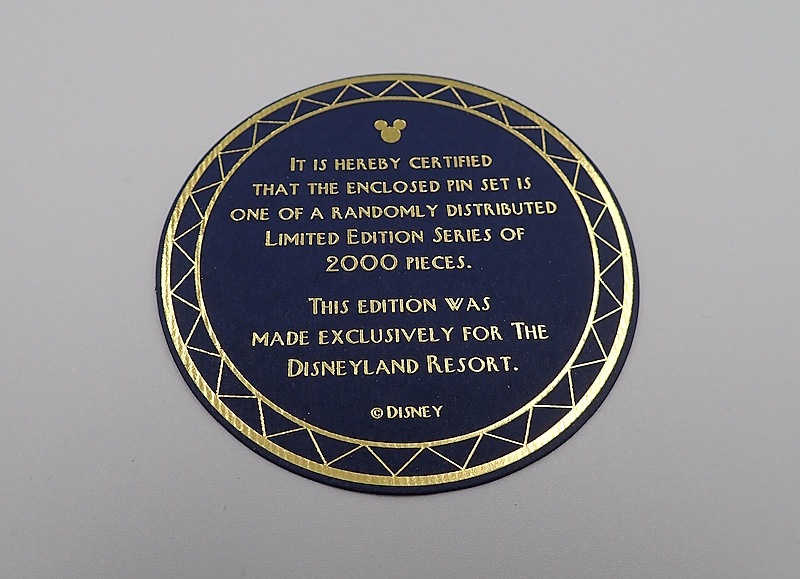 It is hereby certified
that the enclosed pin set is
one of a randomly distributed
Limited Edition Series of
2000 pieces.
This edition was
made exclusively for The
Disneyland Resort.
© Disney